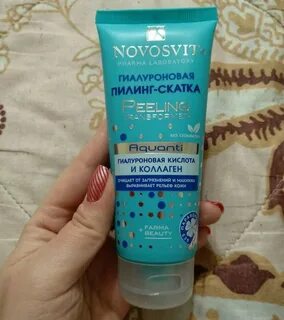 NOVOSVIT
PHARMA LABORATORY
ГИАЛУРОНОВАЯ
ПИЛИНГ-СКАТКА
PEELING
TRANSFORMER
Aquanti
ГИАЛУРОНОВАЯ КИСЛОТА
И КОЛЛАГЕН
ОЧИЩАЕТ ОТ ЗАГРЯЗНЕНИЙ И МАКИЯЖА
ВЫРАВНИВАЕТ РЕЛЬЕФ КОЖИ
FARMA
BEAUTY